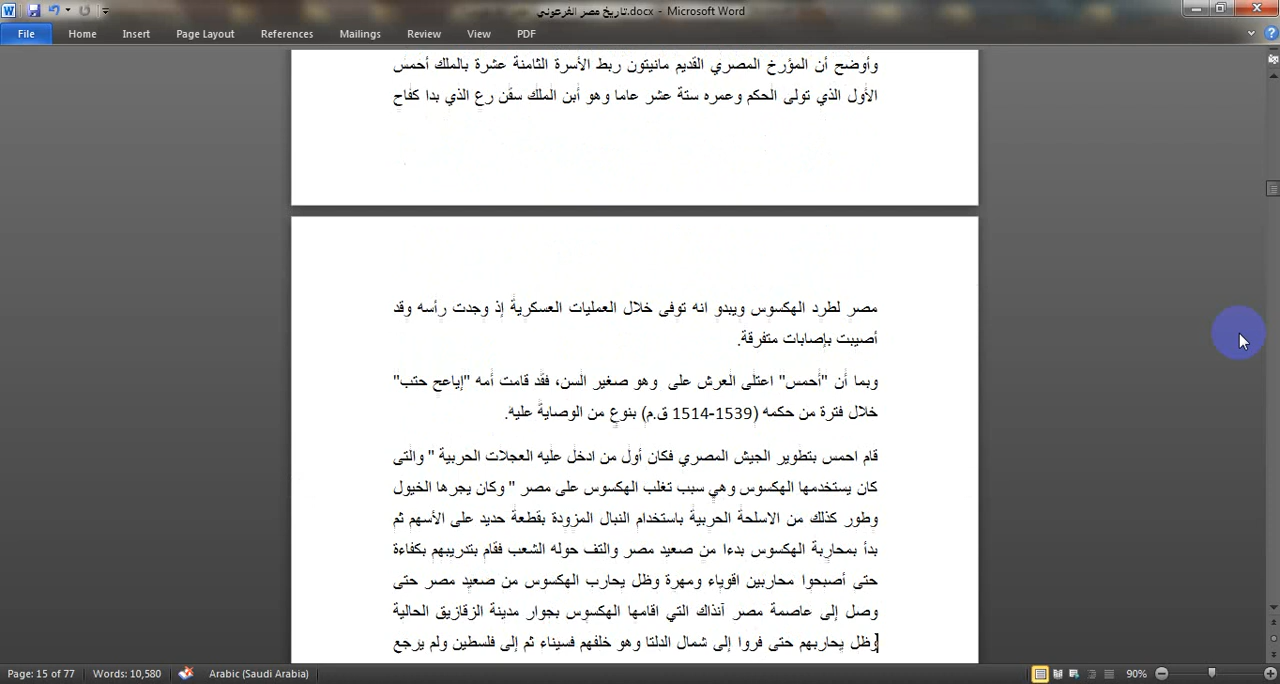 تاريخ مصر الفرعوني.docx - Microsoft Word
File Home Insert Page Layout References Mailings Review View PDF
وأوضح أن المؤرخ المصري القديم مانيتون ربط الأسرة الثامنة عشرة بالملك أحمس
الأول الذي تولى الحكم وعمره ستة عشر عاما وهو أبن الملك سقن رع الذي بدا كفاح
مصر لطرد الهكسوس ويبدو انه توفى خلال العمليات العسكرية إذ وجدت رأسه وقد
أصيبت بإصابات متفرقة.
وبما أن "أحمس" اعتلى العرش على وهو صغير السن، فقد قامت أمه "إياعح حتب"
خلال فترة من حكمه (1539-1514 ق.م) بنوع من الوصاية عليه.
قام احمس بتطوير الجيش المصري فكان أول من ادخل عليه العجلات الحربية " والتى
كان يستخدمها الهكسوس وهي سبب تغلب الهكسوس على مصر " وكان يجرها الخيول
وطور كذلك من الاسلحة الحربية باستخدام النبال المزودة بقطعة حديد على الأسهم ثم
بدأ بمحاربة الهكسوس بدءا من صعيد مصر والتف حوله الشعب فقام بتدريبهم بكفاءة
حتى أصبحوا محاربين اقوياء ومهرة وظل يحارب الهكسوس من صعيد مصر حتى
وصل إلى عاصمة مصر آنذاك التي اقامها الهكسوس بجوار مدينة الزقازيق الحالية
وظل يحاربهم حتى فروا إلى شمال الدلتا وهو خلفهم فسيناء ثم إلى فلسطين ولم يرجع
Page: 15 of 77 Words: 10,580 Arabic (Saudi Arabia) 90%